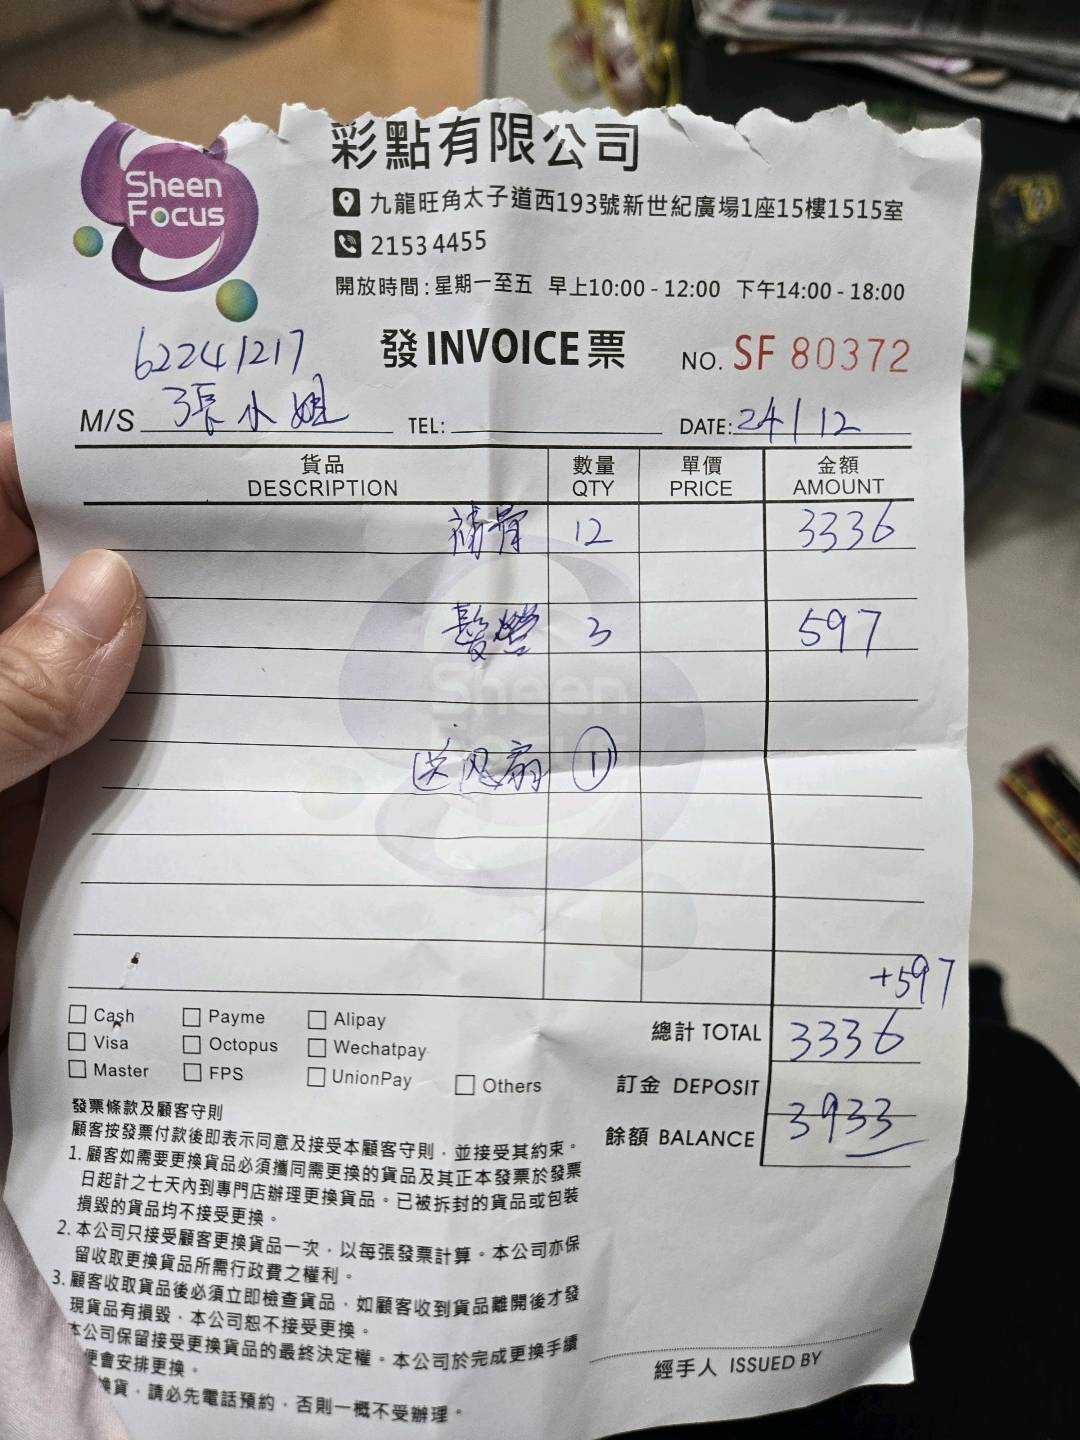 Sheen
Focus
彩點有限公司
九龍旺角太子道西193號新世紀廣場1座15樓1515室
2153 4455
開放時間:星期一至五 早上10:00 - 12:00 下午14:00 - 18:00
62241217
發INVOICE票 NO. SF 80372
M/S 張小姐 TEL: DATE: 24/12
貨品 數量 單價 金額
DESCRIPTION QTY PRICE AMOUNT
補骨 12 3336
髮 3 597
Sheen
Focus
送风扇 1
+597
Cash Payme Alipay
Visa Octopus Wechatpay
Master FPS UnionPay Others
總計 TOTAL 3336
訂金 DEPOSIT
餘額 BALANCE 3933
發票條款及顧客守則
顧客按發票付款後即表示同意及接受本顧客守則，並接受其約束。
1. 顧客如需要更換貨品必須攜同需更換的貨品及其正本發票於發票
日起計之七天內到專門店辦理更換貨品。已被拆封的貨品或包裝
損毀的貨品均不接受更換。
2. 本公司只接受顧客更換貨品一次，以每張發票計算。本公司亦保
留收取更換貨品所需行政費之權利。
3. 顧客收取貨品後必須立即檢查貨品，如顧客收到貨品離開後才發
現貨品有損毀，本公司恕不接受更換。
本公司保留接受更換貨品的最終決定權。本公司於完成更換手續
便會安排更換。
換貨，請必先電話預約，否則一概不受辦理。
經手人 ISSUED BY